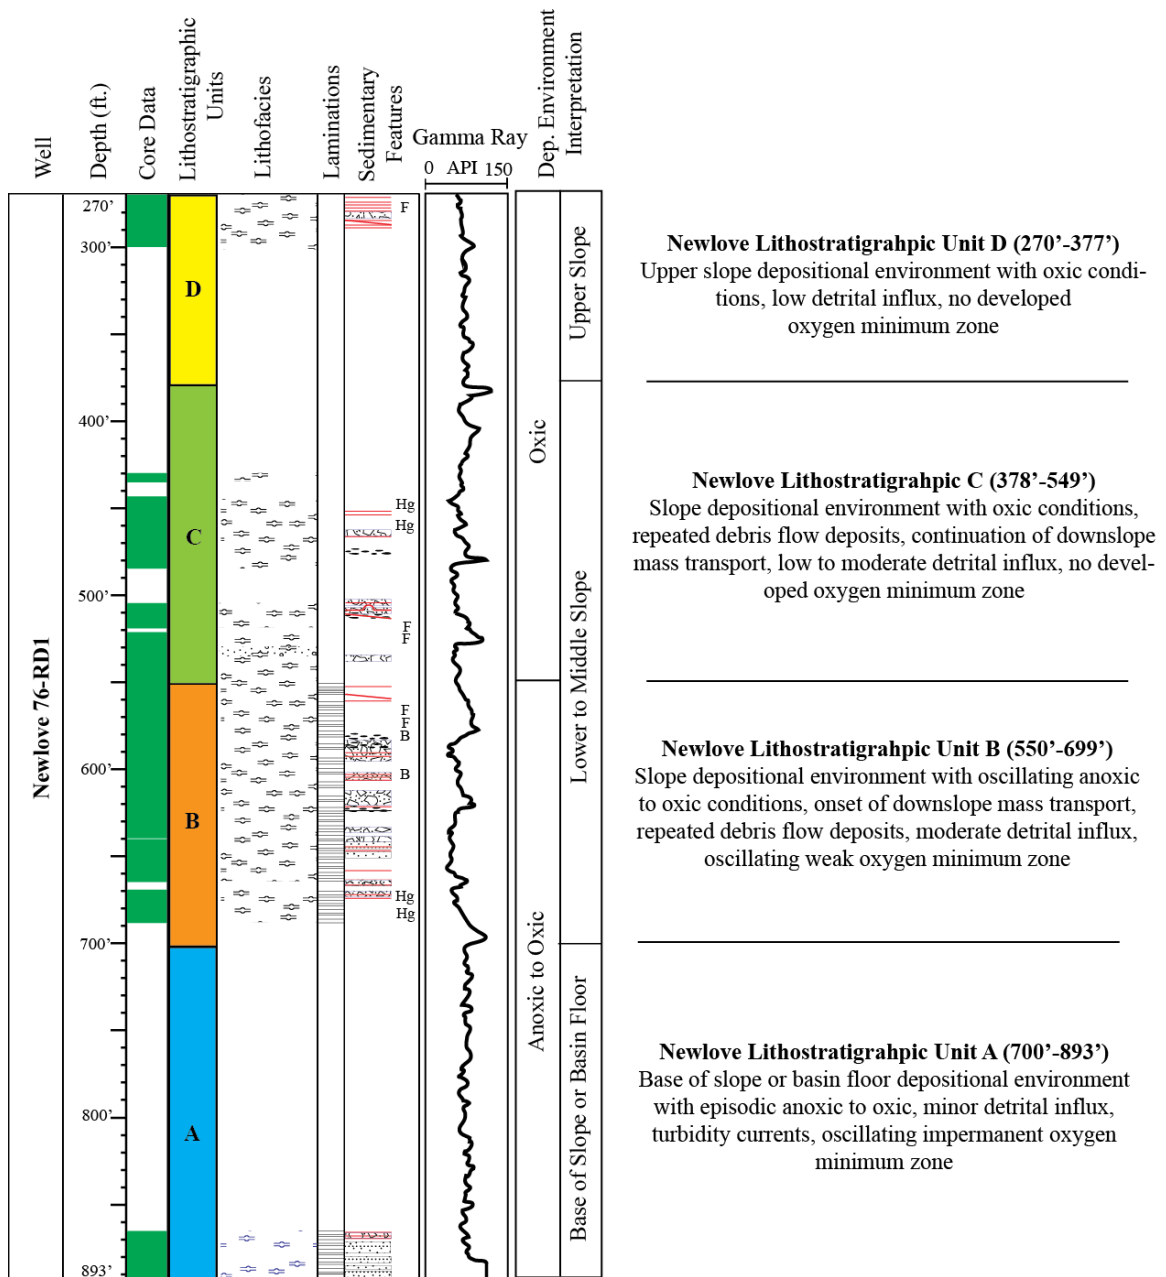 Well
Depth (ft.)
Core Data
Lithostratigraphic
Units
Lithofacies
Laminations
Sedimentary
Features
Gamma Ray
0 API 150
Dep. Environment
Interpretation
Newlove 76-RD1
270’
300’
400’
500’
600’
700’
800’
893’
D
C
B
A
F
Hg
Hg
F
F
F
F
B
B
Hg
Hg
Oxic
Anoxic to Oxic
Upper Slope
Lower to Middle Slope
Base of Slope or Basin Floor
Newlove Lithostratigrahpic Unit D (270’-377’)
Upper slope depositional environment with oxic condi-
tions, low detrital influx, no developed
oxygen minimum zone
Newlove Lithostratigrahpic C (378’-549’)
Slope depositional environment with oxic conditions,
repeated debris flow deposits, continuation of downslope
mass transport, low to moderate detrital influx, no devel-
oped oxygen minimum zone
Newlove Lithostratigrahpic Unit B (550’-699’)
Slope depositional environment with oscillating anoxic
to oxic conditions, onset of downslope mass transport,
repeated debris flow deposits, moderate detrital influx,
oscillating weak oxygen minimum zone
Newlove Lithostratigrahpic Unit A (700’-893’)
Base of slope or basin floor depositional environment
with episodic anoxic to oxic, minor detrital influx,
turbidity currents, oscillating impermanent oxygen
minimum zone